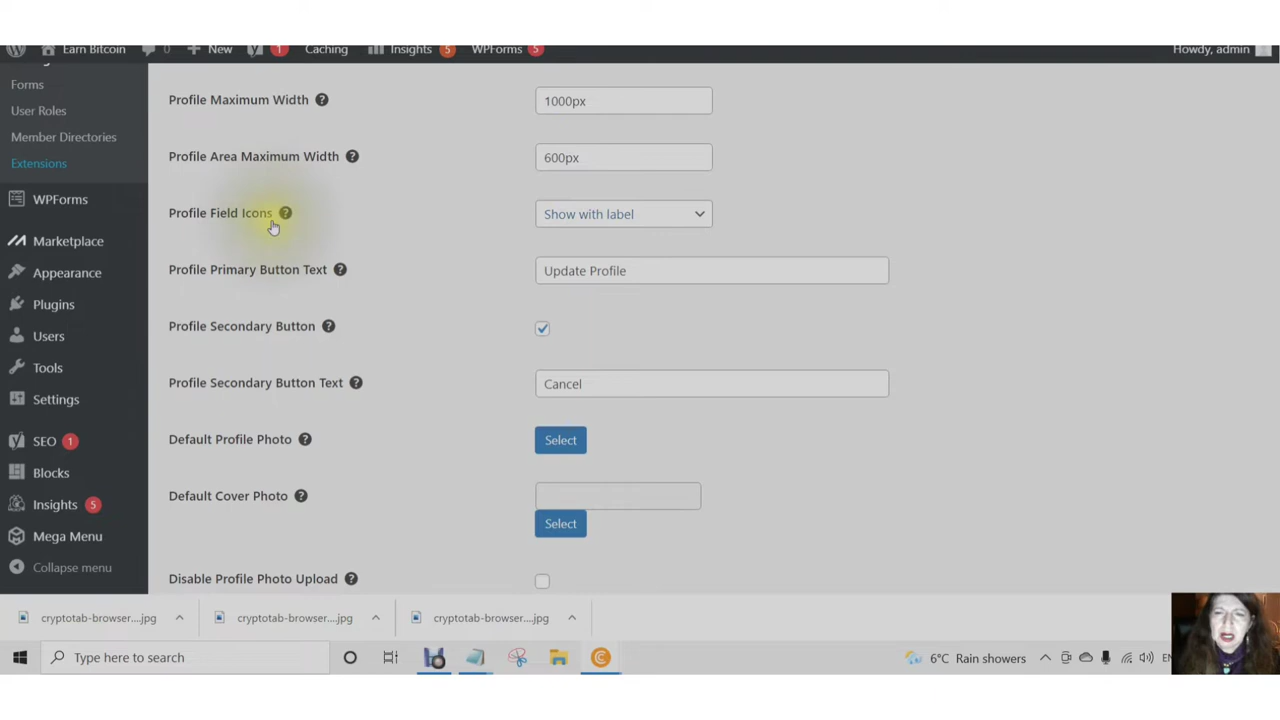 Earn Bitcoin 0 New 1 Caching Insights 5 WPForms 5 Howdy, admin
Forms
User Roles
Member Directories
Extensions
WPForms
Marketplace
Appearance
Plugins
Users
Tools
Settings
SEO 1
Blocks
Insights 5
Mega Menu
Collapse menu
Profile Maximum Width ? 1000px
Profile Area Maximum Width ? 600px
Profile Field Icons ? Show with label
Profile Primary Button Text ? Update Profile
Profile Secondary Button ?
Profile Secondary Button Text ? Cancel
Default Profile Photo ? Select
Default Cover Photo ?
Select
Disable Profile Photo Upload ?
cryptotab-browser....jpg cryptotab-browser....jpg cryptotab-browser....jpg
Type here to search 6°C Rain showers